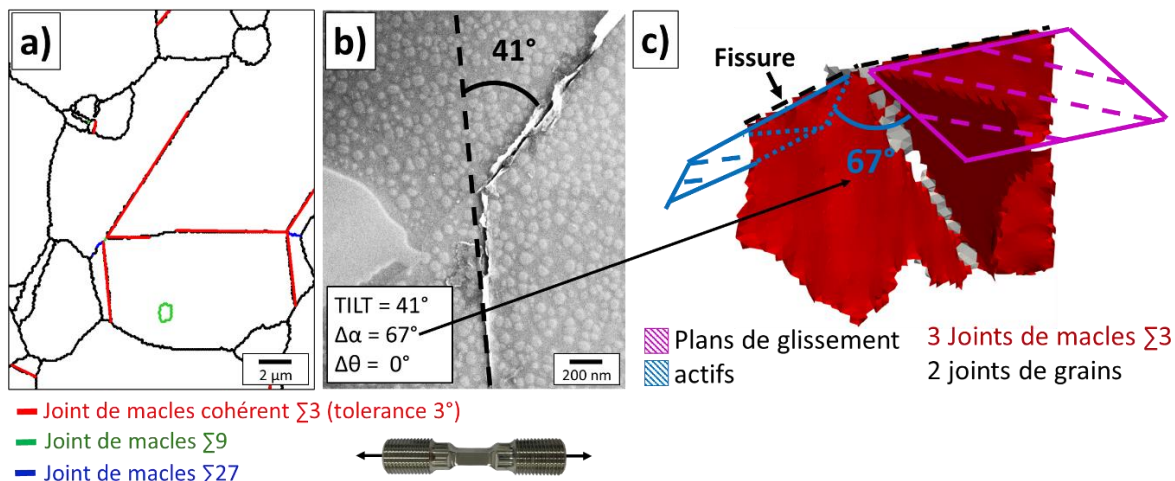 a)
2 µm
b)
41°
TILT = 41°
Δα = 67°
Δθ = 0°
200 nm
c)
Fissure
67°
Plans de glissement
actifs
3 Joints de macles ∑3
2 joints de grains
Joint de macles cohérent ∑3 (tolerance 3°)
Joint de macles ∑9
Joint de macles ∑27